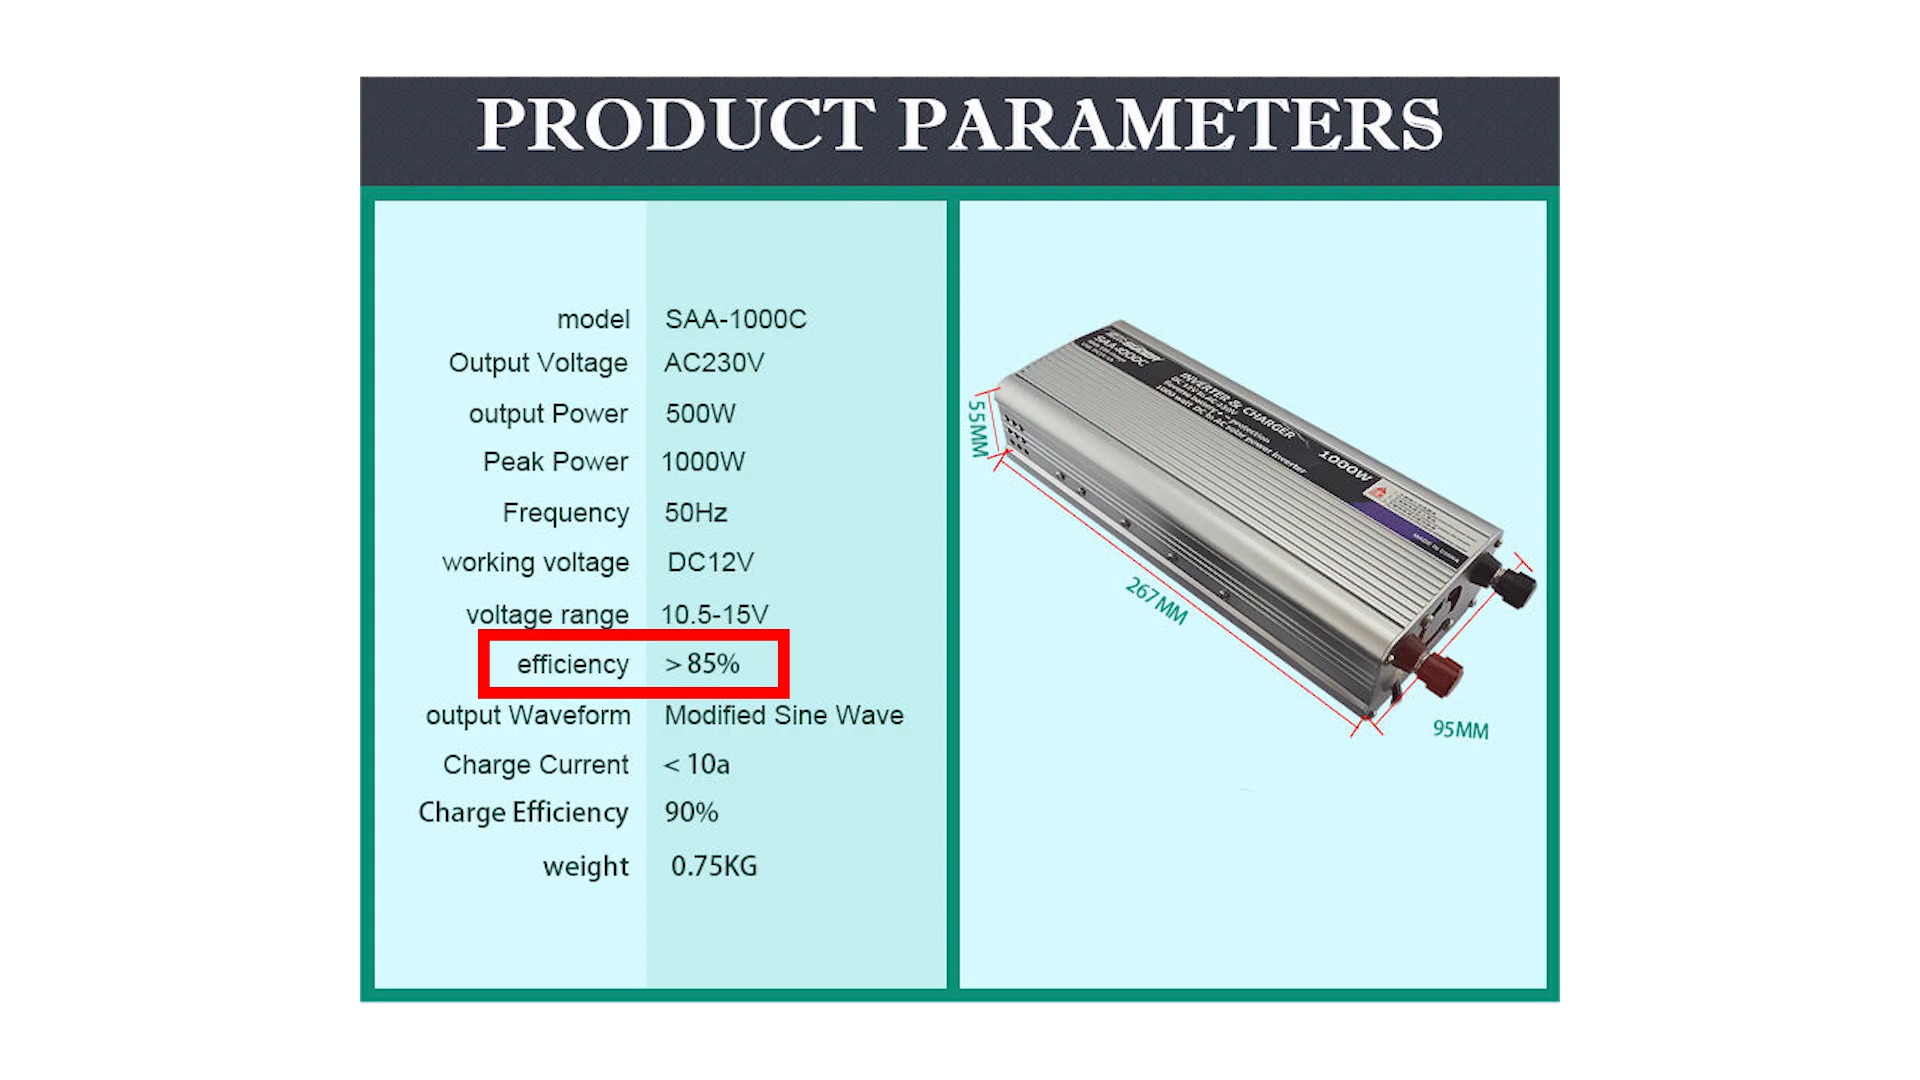 PRODUCT PARAMETERS
model SAA-1000C
Output Voltage AC230V
output Power 500W
Peak Power 1000W
Frequency 50Hz
working voltage DC12V
voltage range 10.5-15V
efficiency >85%
output Waveform Modified Sine Wave
Charge Current <10a
Charge Efficiency 90%
weight 0.75KG
55MM
SAA-1000C
INVERTER & CHARGER
1000W
267MM
95MM